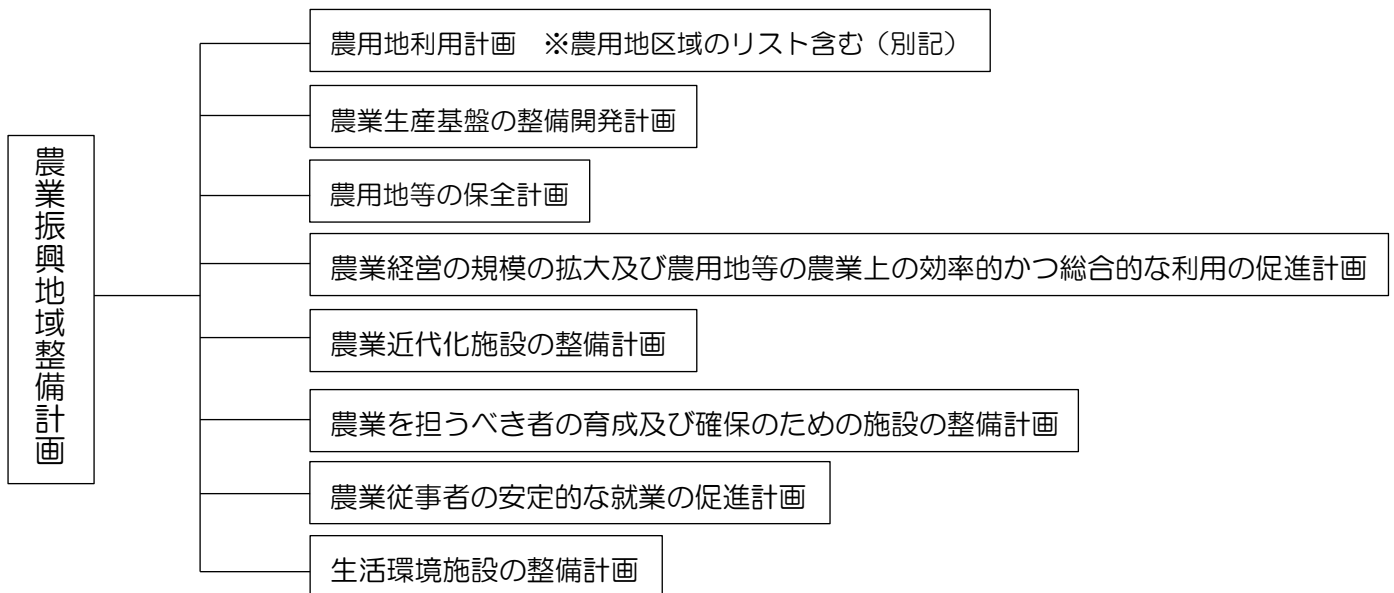 農業振興地域整備計画
農用地利用計画　※農用地区域のリスト含む（別記）
農業生産基盤の整備開発計画
農用地等の保全計画
農業経営の規模の拡大及び農用地等の農業上の効率的かつ総合的な利用の促進計画
農業近代化施設の整備計画
農業を担うべき者の育成及び確保のための施設の整備計画
農業従事者の安定的な就業の促進計画
生活環境施設の整備計画